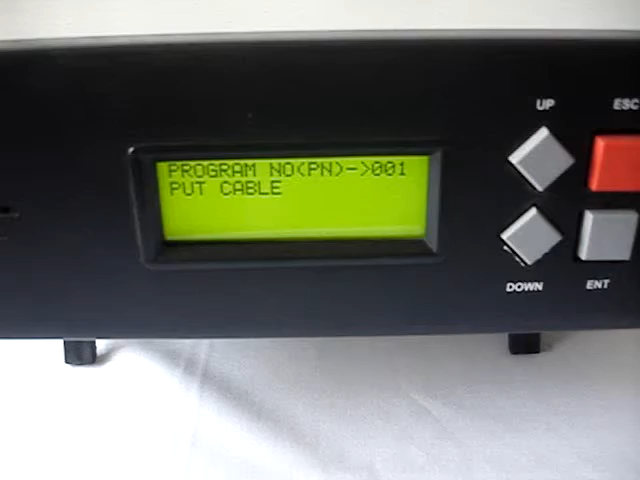 UP
ESC
PROGRAM NO(PN)->001
PUT CABLE
DOWN
ENT